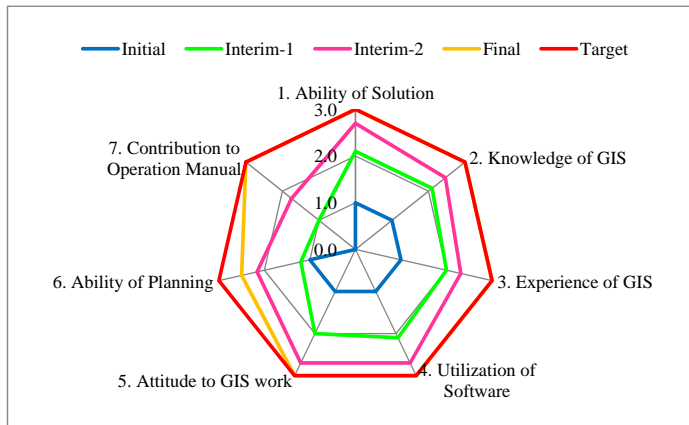 Initial Interim-1 Interim-2 Final Target
1. Ability of Solution
3.0
7. Contribution to
Operation Manual
2.0
2. Knowledge of GIS
1.0
0.0
6. Ability of Planning
3. Experience of GIS
5. Attitude to GIS work
4. Utilization of
Software